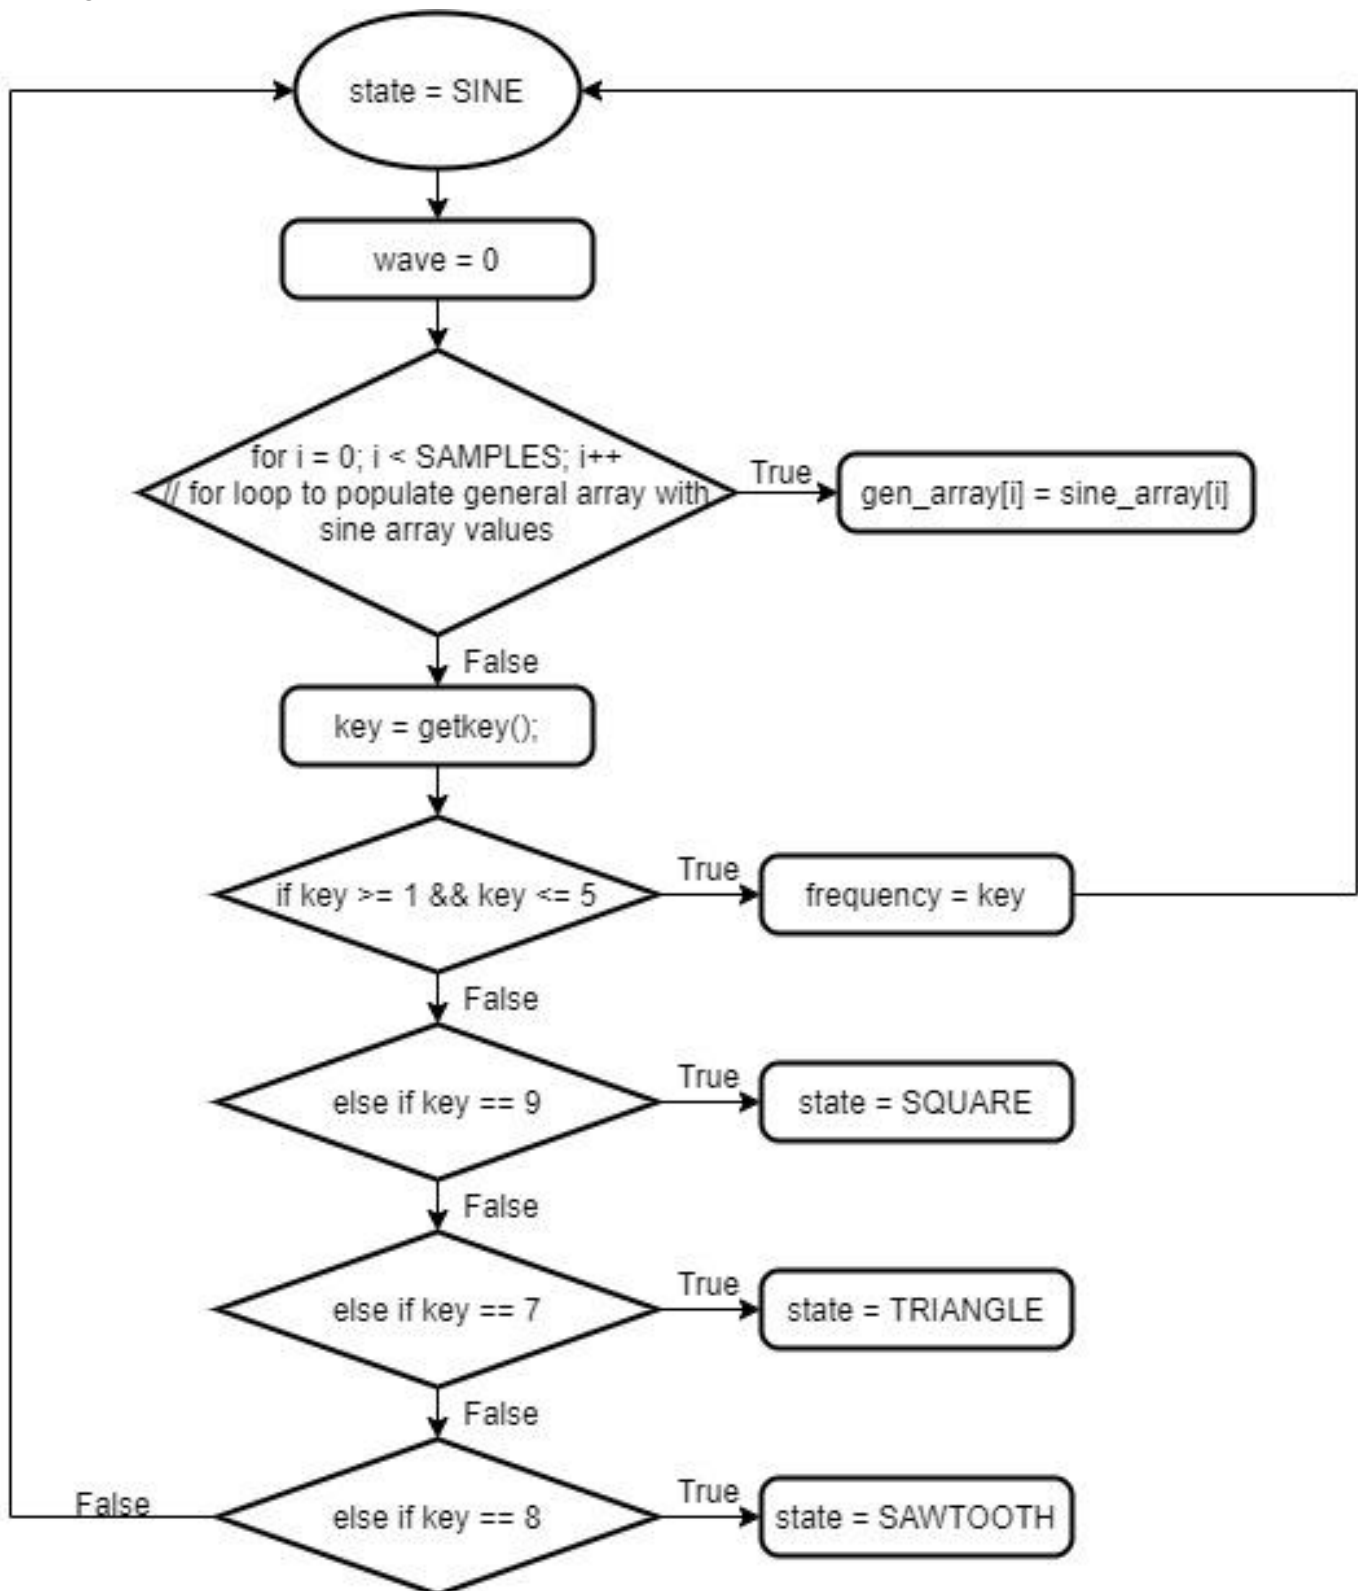 state = SINE
wave = 0
for i = 0; i < SAMPLES; i++
// for loop to populate general array with
sine array values
True
gen_array[i] = sine_array[i]
False
key = getkey();
if key >= 1 && key <= 5
True
frequency = key
False
else if key == 9
True
state = SQUARE
False
else if key == 7
True
state = TRIANGLE
False
else if key == 8
True
state = SAWTOOTH
False